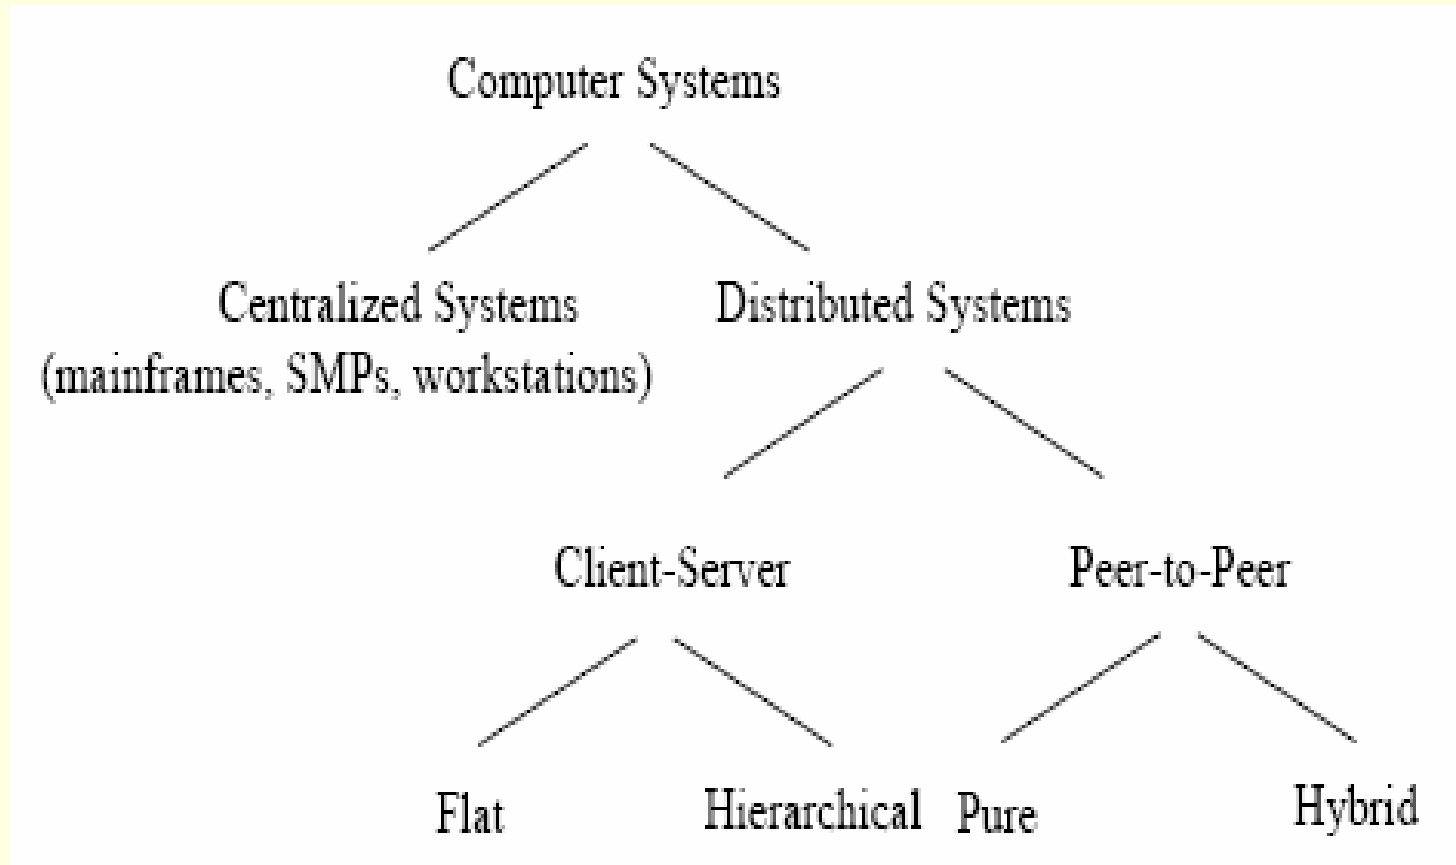 Computer Systems
Centralized Systems
Distributed Systems
(mainframes, SMPs, workstations)
Client-Server
Peer-to-Peer
Flat
Hierarchical
Pure
Hybrid